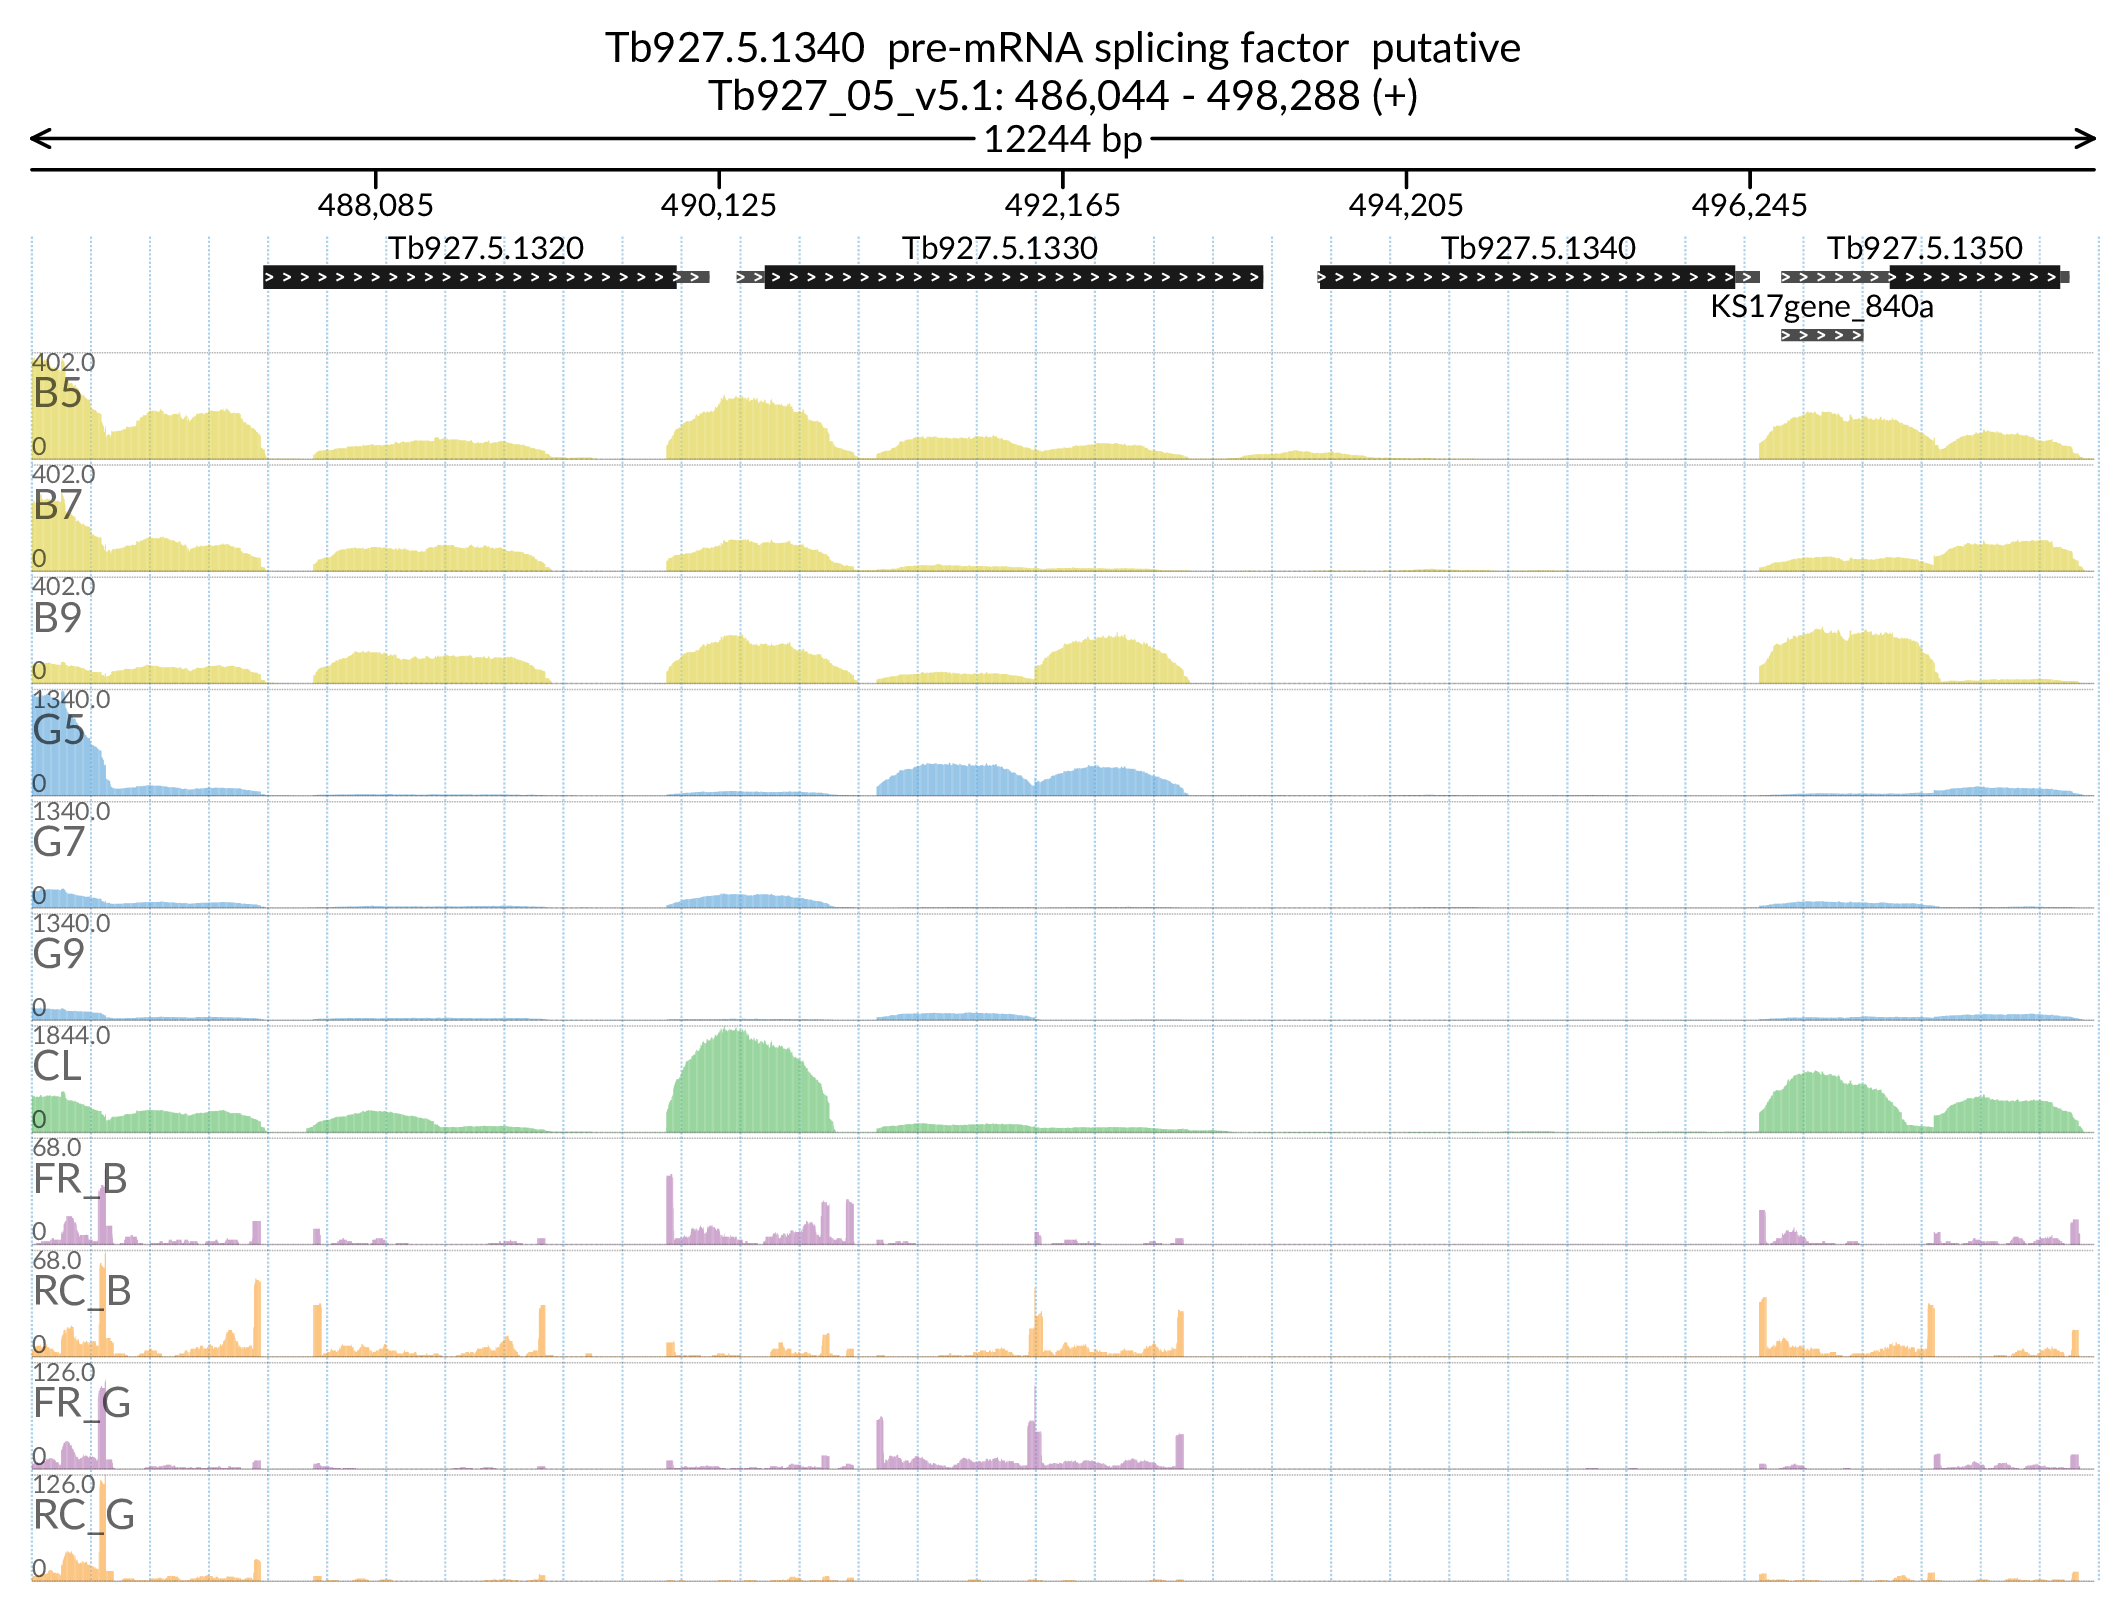 Tb927.5.1340  pre-mRNA splicing factor  putative
Tb927_05_v5.1: 486,044 - 498,288 (+)
12244 bp
488,085 490,125 492,165 494,205 496,245
Tb927.5.1320 Tb927.5.1330 Tb927.5.1340 Tb927.5.1350
KS17gene_840a
402.0
B5
0
402.0
B7
0
402.0
B9
0
1340.0
G5
0
1340.0
G7
0
1340.0
G9
0
1844.0
CL
0
68.0
FR_B
0
68.0
RC_B
0
126.0
FR_G
0
126.0
RC_G
0